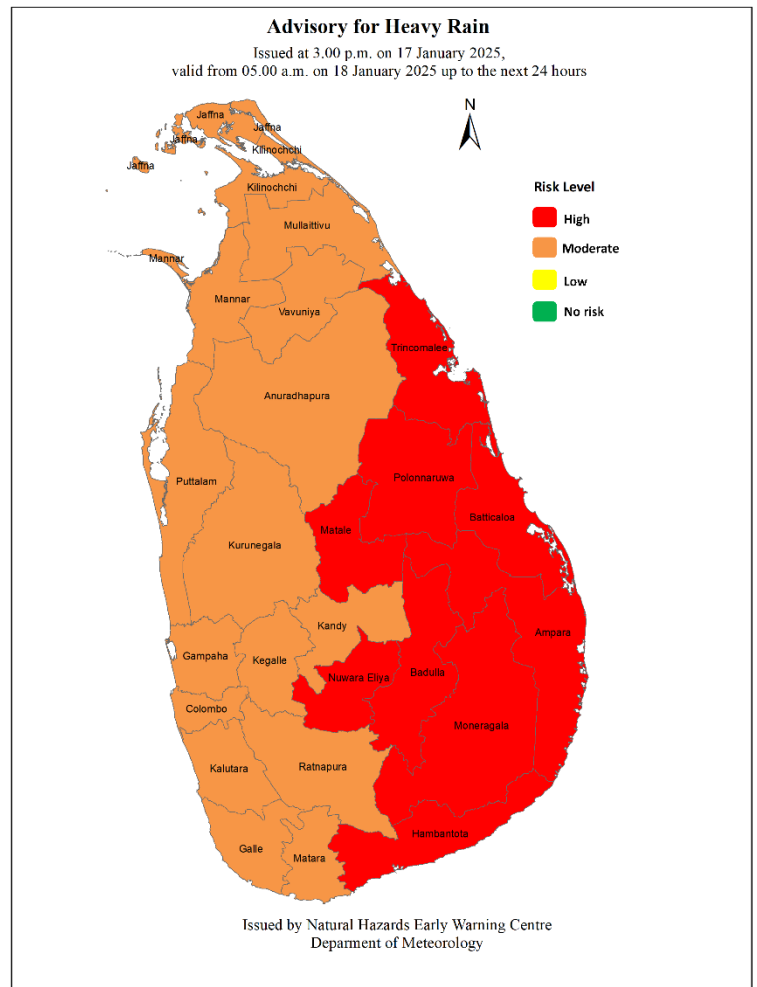 Advisory for Heavy Rain
Issued at 3.00 p.m. on 17 January 2025,
valid from 05.00 a.m. on 18 January 2025 up to the next 24 hours
N
Jaffna
Jaffna
Jaffna
Kilinochchi
Jaffna
Kilinochchi
Mullaittivu
Mannar
Mannar
Vavuniya
Trincomalee
Anuradhapura
Puttalam
Polonnaruwa
Batticaloa
Matale
Kurunegala
Kandy
Ampara
Gampaha
Kegalle
Nuwara Eliya
Badulla
Colombo
Moneragala
Kalutara
Ratnapura
Hambantota
Galle
Matara
Risk Level
High
Moderate
Low
No risk
Issued by Natural Hazards Early Warning Centre
Deparment of Meteorology